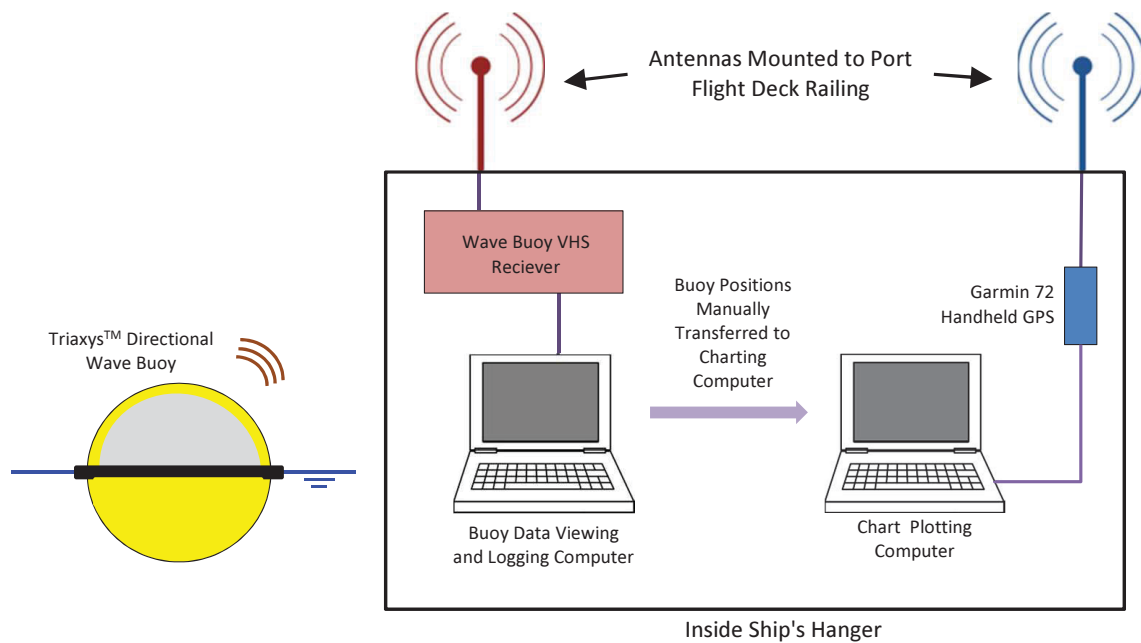 Antennas Mounted to Port
Flight Deck Railing
Wave Buoy VHS
Reciever
Buoy Positions
Manually
Transferred to
Charting
Computer
Garmin 72
Handheld GPS
Triaxys™ Directional
Wave Buoy
Buoy Data Viewing
and Logging Computer
Chart Plotting
Computer
Inside Ship's Hanger